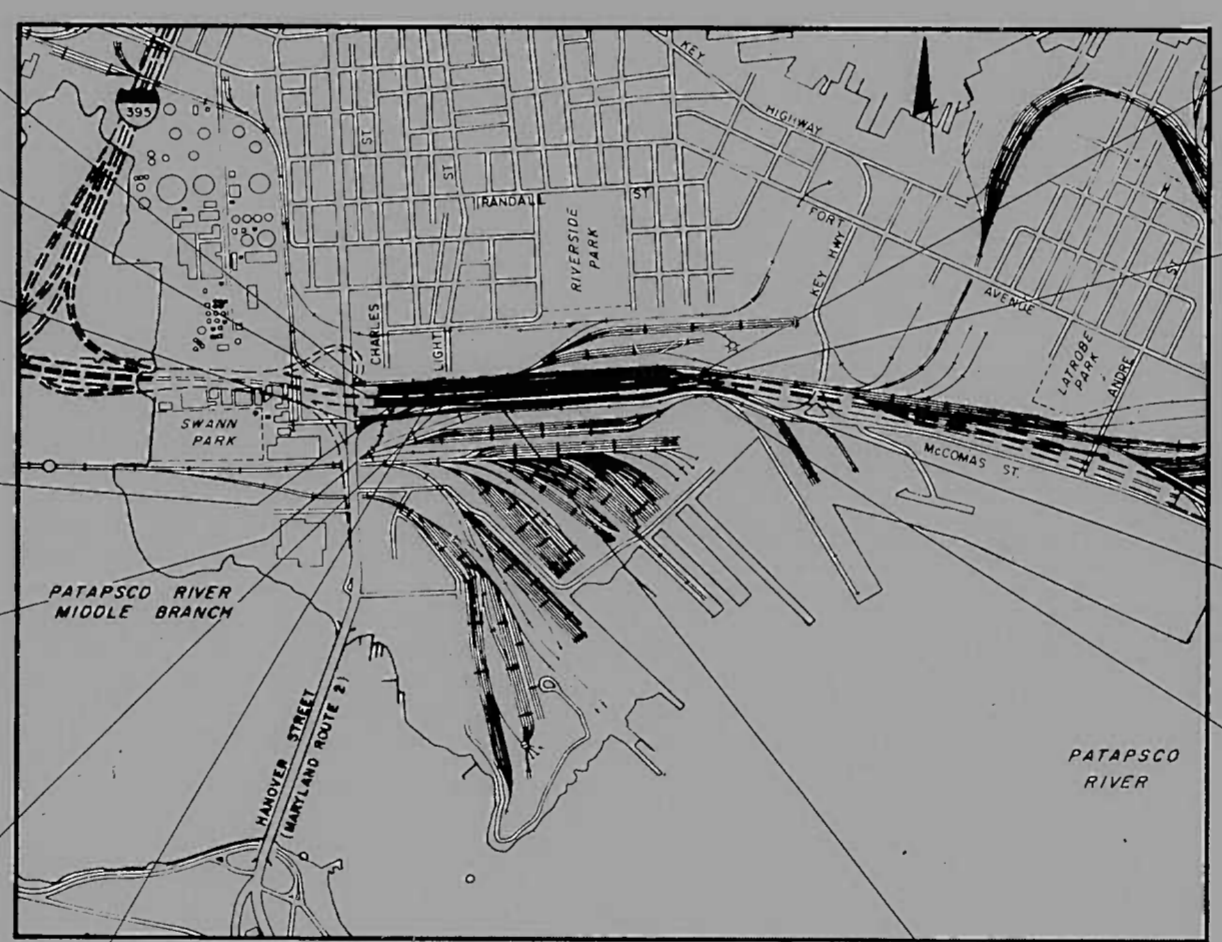 KEY
HIGHWAY
395
ST
ST
RANDALL
ST
RIVERSIDE
PARK
FORT
AVENUE
KEY HWY
ST
CHARLES
LIGHT
LATROBE
PARK
ANDRE
SWANN
PARK
McCOMAS ST.
PATAPSCO RIVER
MIDDLE BRANCH
HANOVER STREET
(MARYLAND ROUTE 2)
PATAPSCO
RIVER